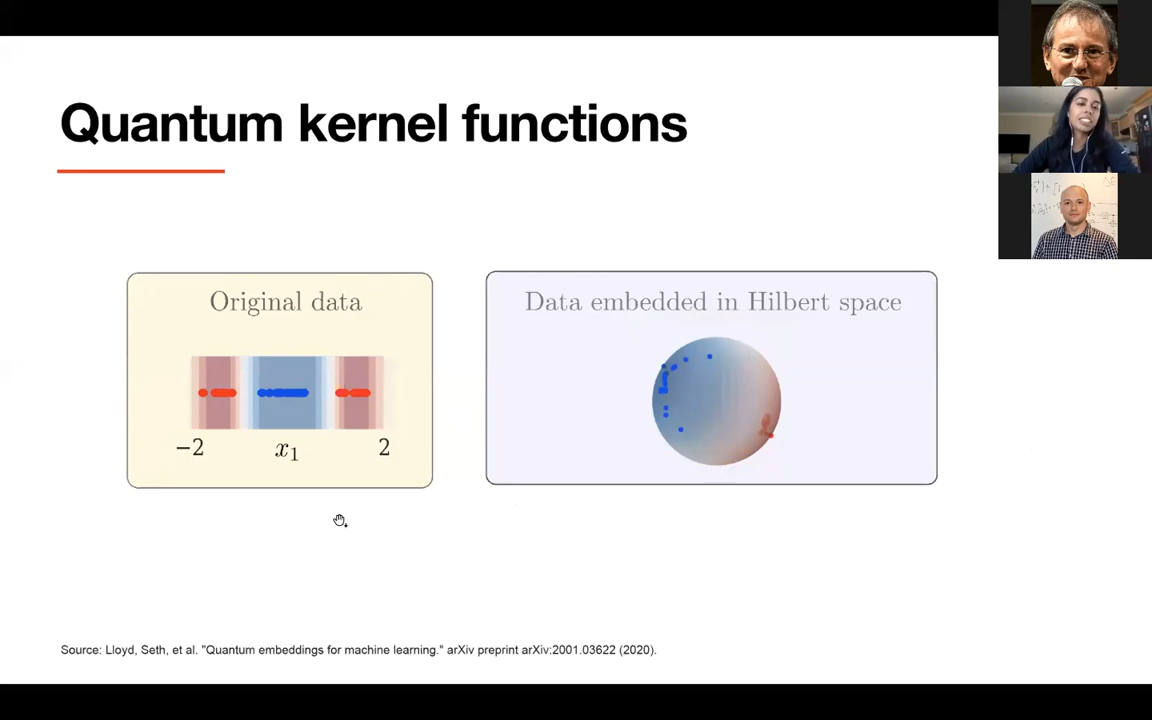 Quantum kernel functions
Original data
Data embedded in Hilbert space
−2
x₁
2
Source: Lloyd, Seth, et al. "Quantum embeddings for machine learning." arXiv preprint arXiv:2001.03622 (2020).